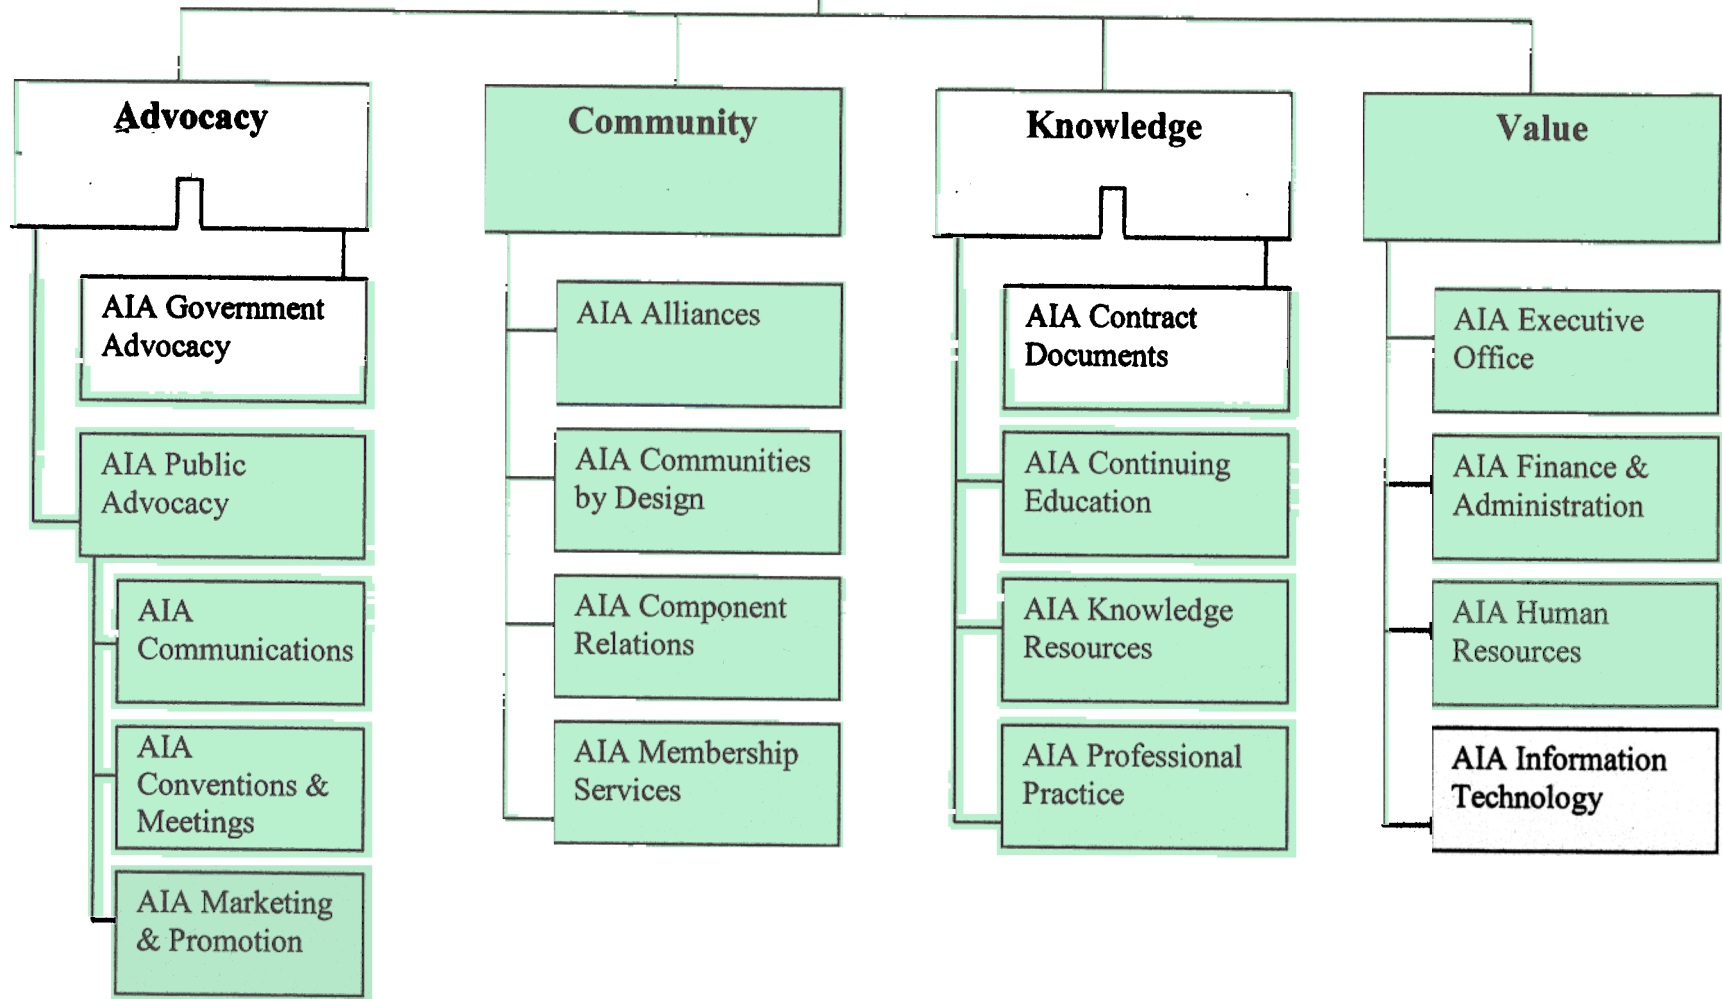 Advocacy
AIA Government
Advocacy
AIA Public
Advocacy
AIA
Communications
AIA
Conventions &
Meetings
AIA Marketing
& Promotion
Community
AIA Alliances
AIA Communities
by Design
AIA Component
Relations
AIA Membership
Services
Knowledge
AIA Contract
Documents
AIA Continuing
Education
AIA Knowledge
Resources
AIA Professional
Practice
Value
AIA Executive
Office
AIA Finance &
Administration
AIA Human
Resources
AIA Information
Technology